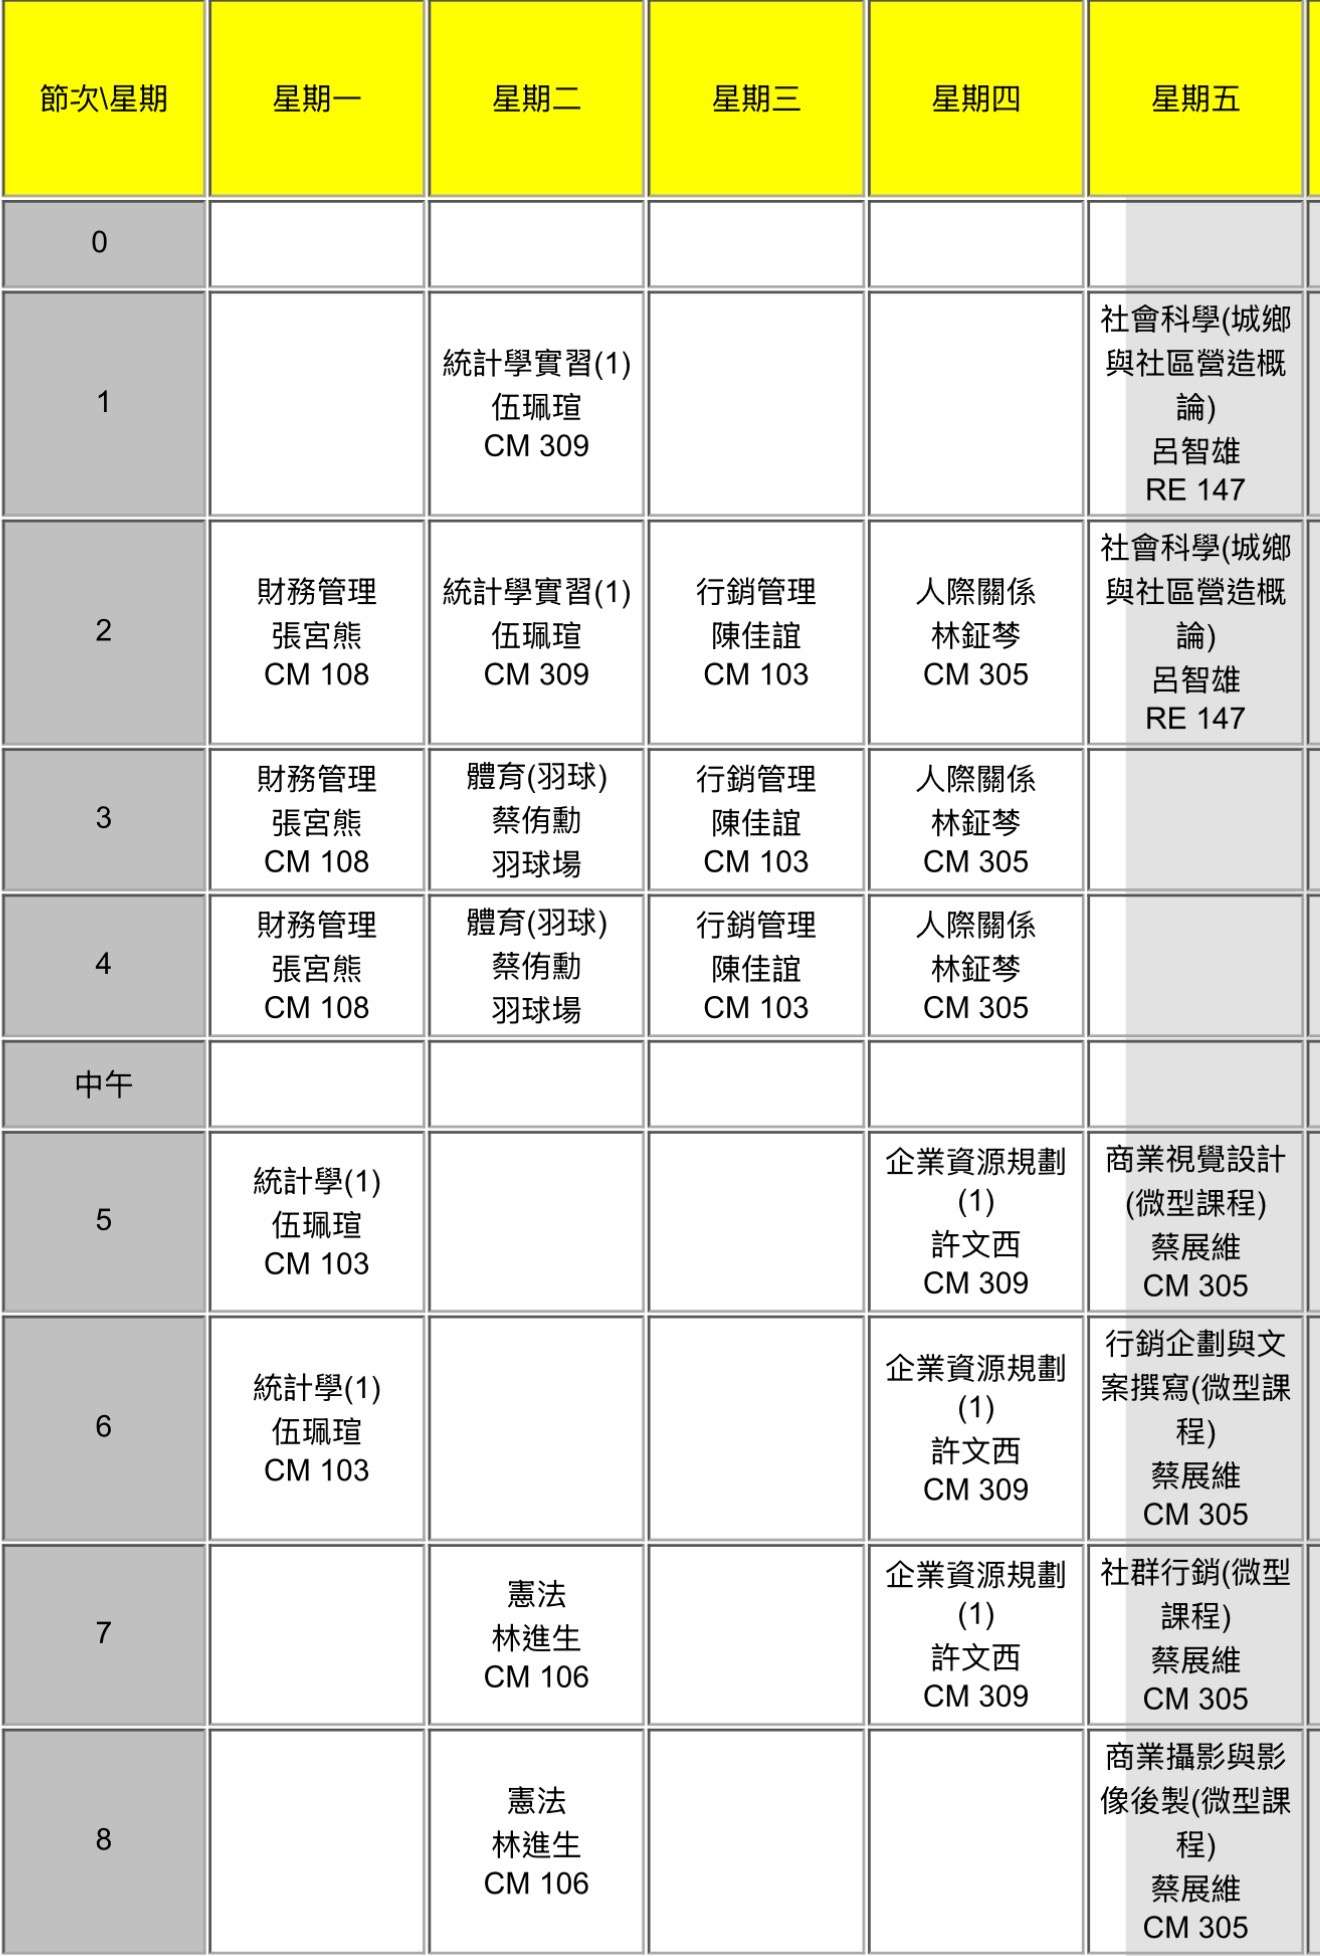 節次\星期
星期一
星期二
星期三
星期四
星期五
0
1
統計學實習(1)
伍珮瑄
CM 309
社會科學(城鄉
與社區營造概
論)
呂智雄
RE 147
2
財務管理
張宮熊
CM 108
統計學實習(1)
伍珮瑄
CM 309
行銷管理
陳佳誼
CM 103
人際關係
林鉦棽
CM 305
社會科學(城鄉
與社區營造概
論)
呂智雄
RE 147
3
財務管理
張宮熊
CM 108
體育(羽球)
蔡侑勳
羽球場
行銷管理
陳佳誼
CM 103
人際關係
林鉦棽
CM 305
4
財務管理
張宮熊
CM 108
體育(羽球)
蔡侑勳
羽球場
行銷管理
陳佳誼
CM 103
人際關係
林鉦棽
CM 305
中午
5
統計學(1)
伍珮瑄
CM 103
企業資源規劃
(1)
許文西
CM 309
商業視覺設計
(微型課程)
蔡展維
CM 305
6
統計學(1)
伍珮瑄
CM 103
企業資源規劃
(1)
許文西
CM 309
行銷企劃與文
案撰寫(微型課
程)
蔡展維
CM 305
7
憲法
林進生
CM 106
企業資源規劃
(1)
許文西
CM 309
社群行銷(微型
課程)
蔡展維
CM 305
8
憲法
林進生
CM 106
商業攝影與影
像後製(微型課
程)
蔡展維
CM 305